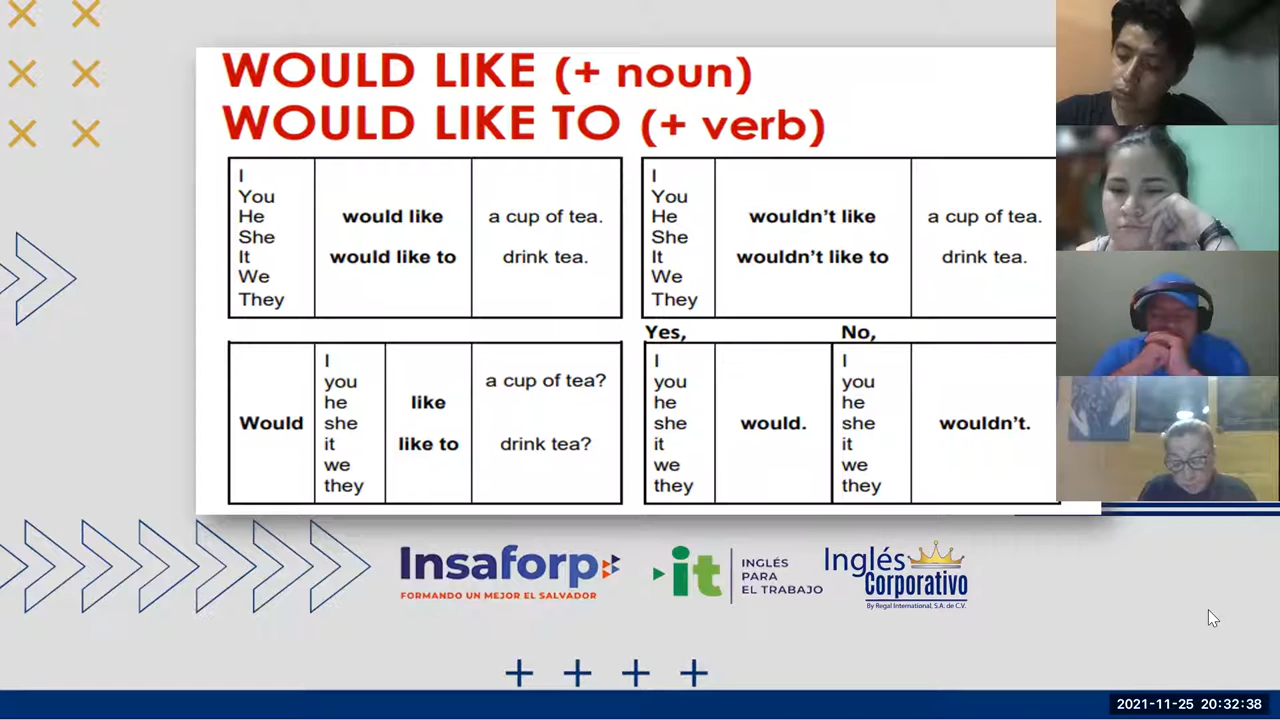 WOULD LIKE (+ noun)
WOULD LIKE TO (+ verb)
I
You
He
She
It
We
They
would like
would like to
a cup of tea.
drink tea.
I
You
He
She
It
We
They
wouldn't like
wouldn't like to
a cup of tea.
drink tea.
Would
I
you
he
she
it
we
they
like
like to
a cup of tea?
drink tea?
Yes,
I
you
he
she
it
we
they
would.
No,
I
you
he
she
it
we
they
wouldn't.
Insaforp
FORMANDO UN MEJOR EL SALVADOR
it
INGLÉS
PARA
EL TRABAJO
Inglés
Corporativo
By Regal International, S.A. de C.V.
2021-11-25 20:32:38